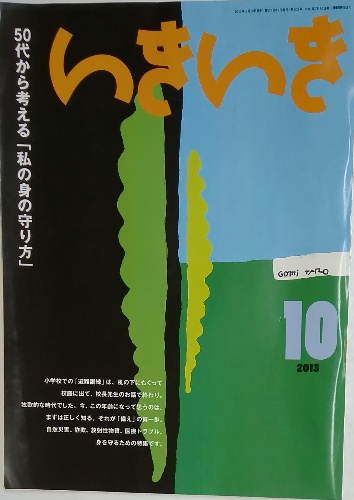 いきいき
50代から考える「私の身の守り方」
GOMi TARO
10
2013
小学校での「避難訓練」は、机の下にもぐって
校庭に出て、校長先生のお話で終わり。
牧歌的な時代でした。今、この年齢になって思うのは、
まずは正しく知る、それが「備え」の第一歩。
自然災害、詐欺、放射性物質、医療トラブル。
身を守るための特集です。